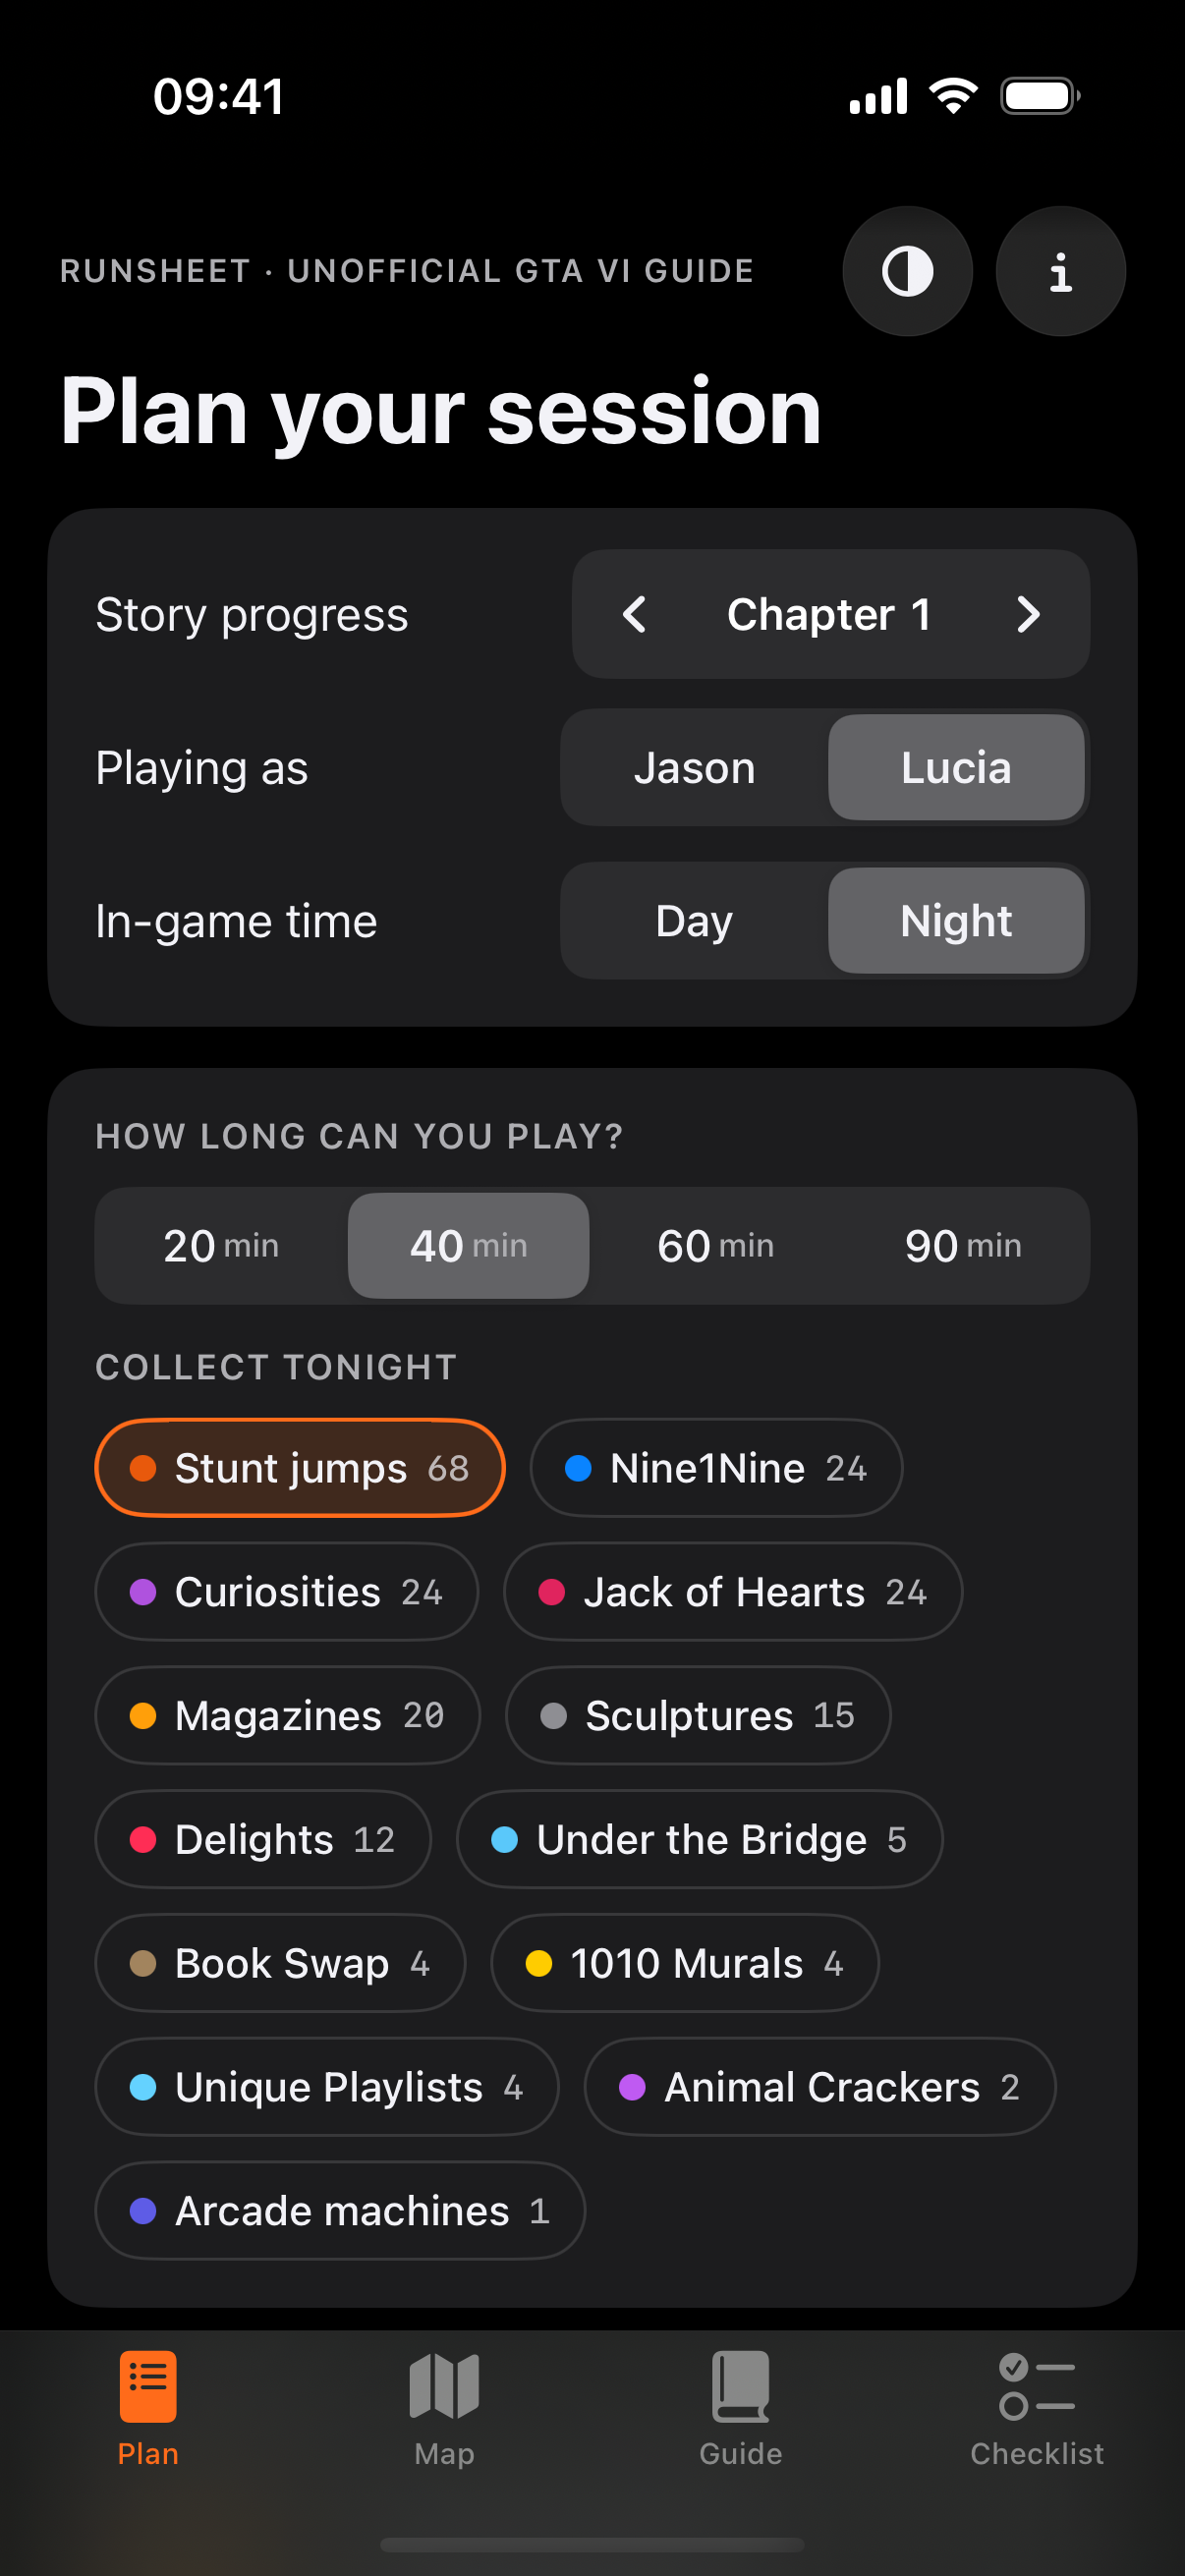 09:41
RUNSHEET · UNOFFICIAL GTA VI GUIDE
Plan your session
Story progress
Chapter 1
Playing as
Jason
Lucia
In-game time
Day
Night
HOW LONG CAN YOU PLAY?
20 min 40 min 60 min 90 min
COLLECT TONIGHT
Stunt jumps 68
Nine1Nine 24
Curiosities 24
Jack of Hearts 24
Magazines 20
Sculptures 15
Delights 12
Under the Bridge 5
Book Swap 4
1010 Murals 4
Unique Playlists 4
Animal Crackers 2
Arcade machines 1
Plan
Map
Guide
Checklist